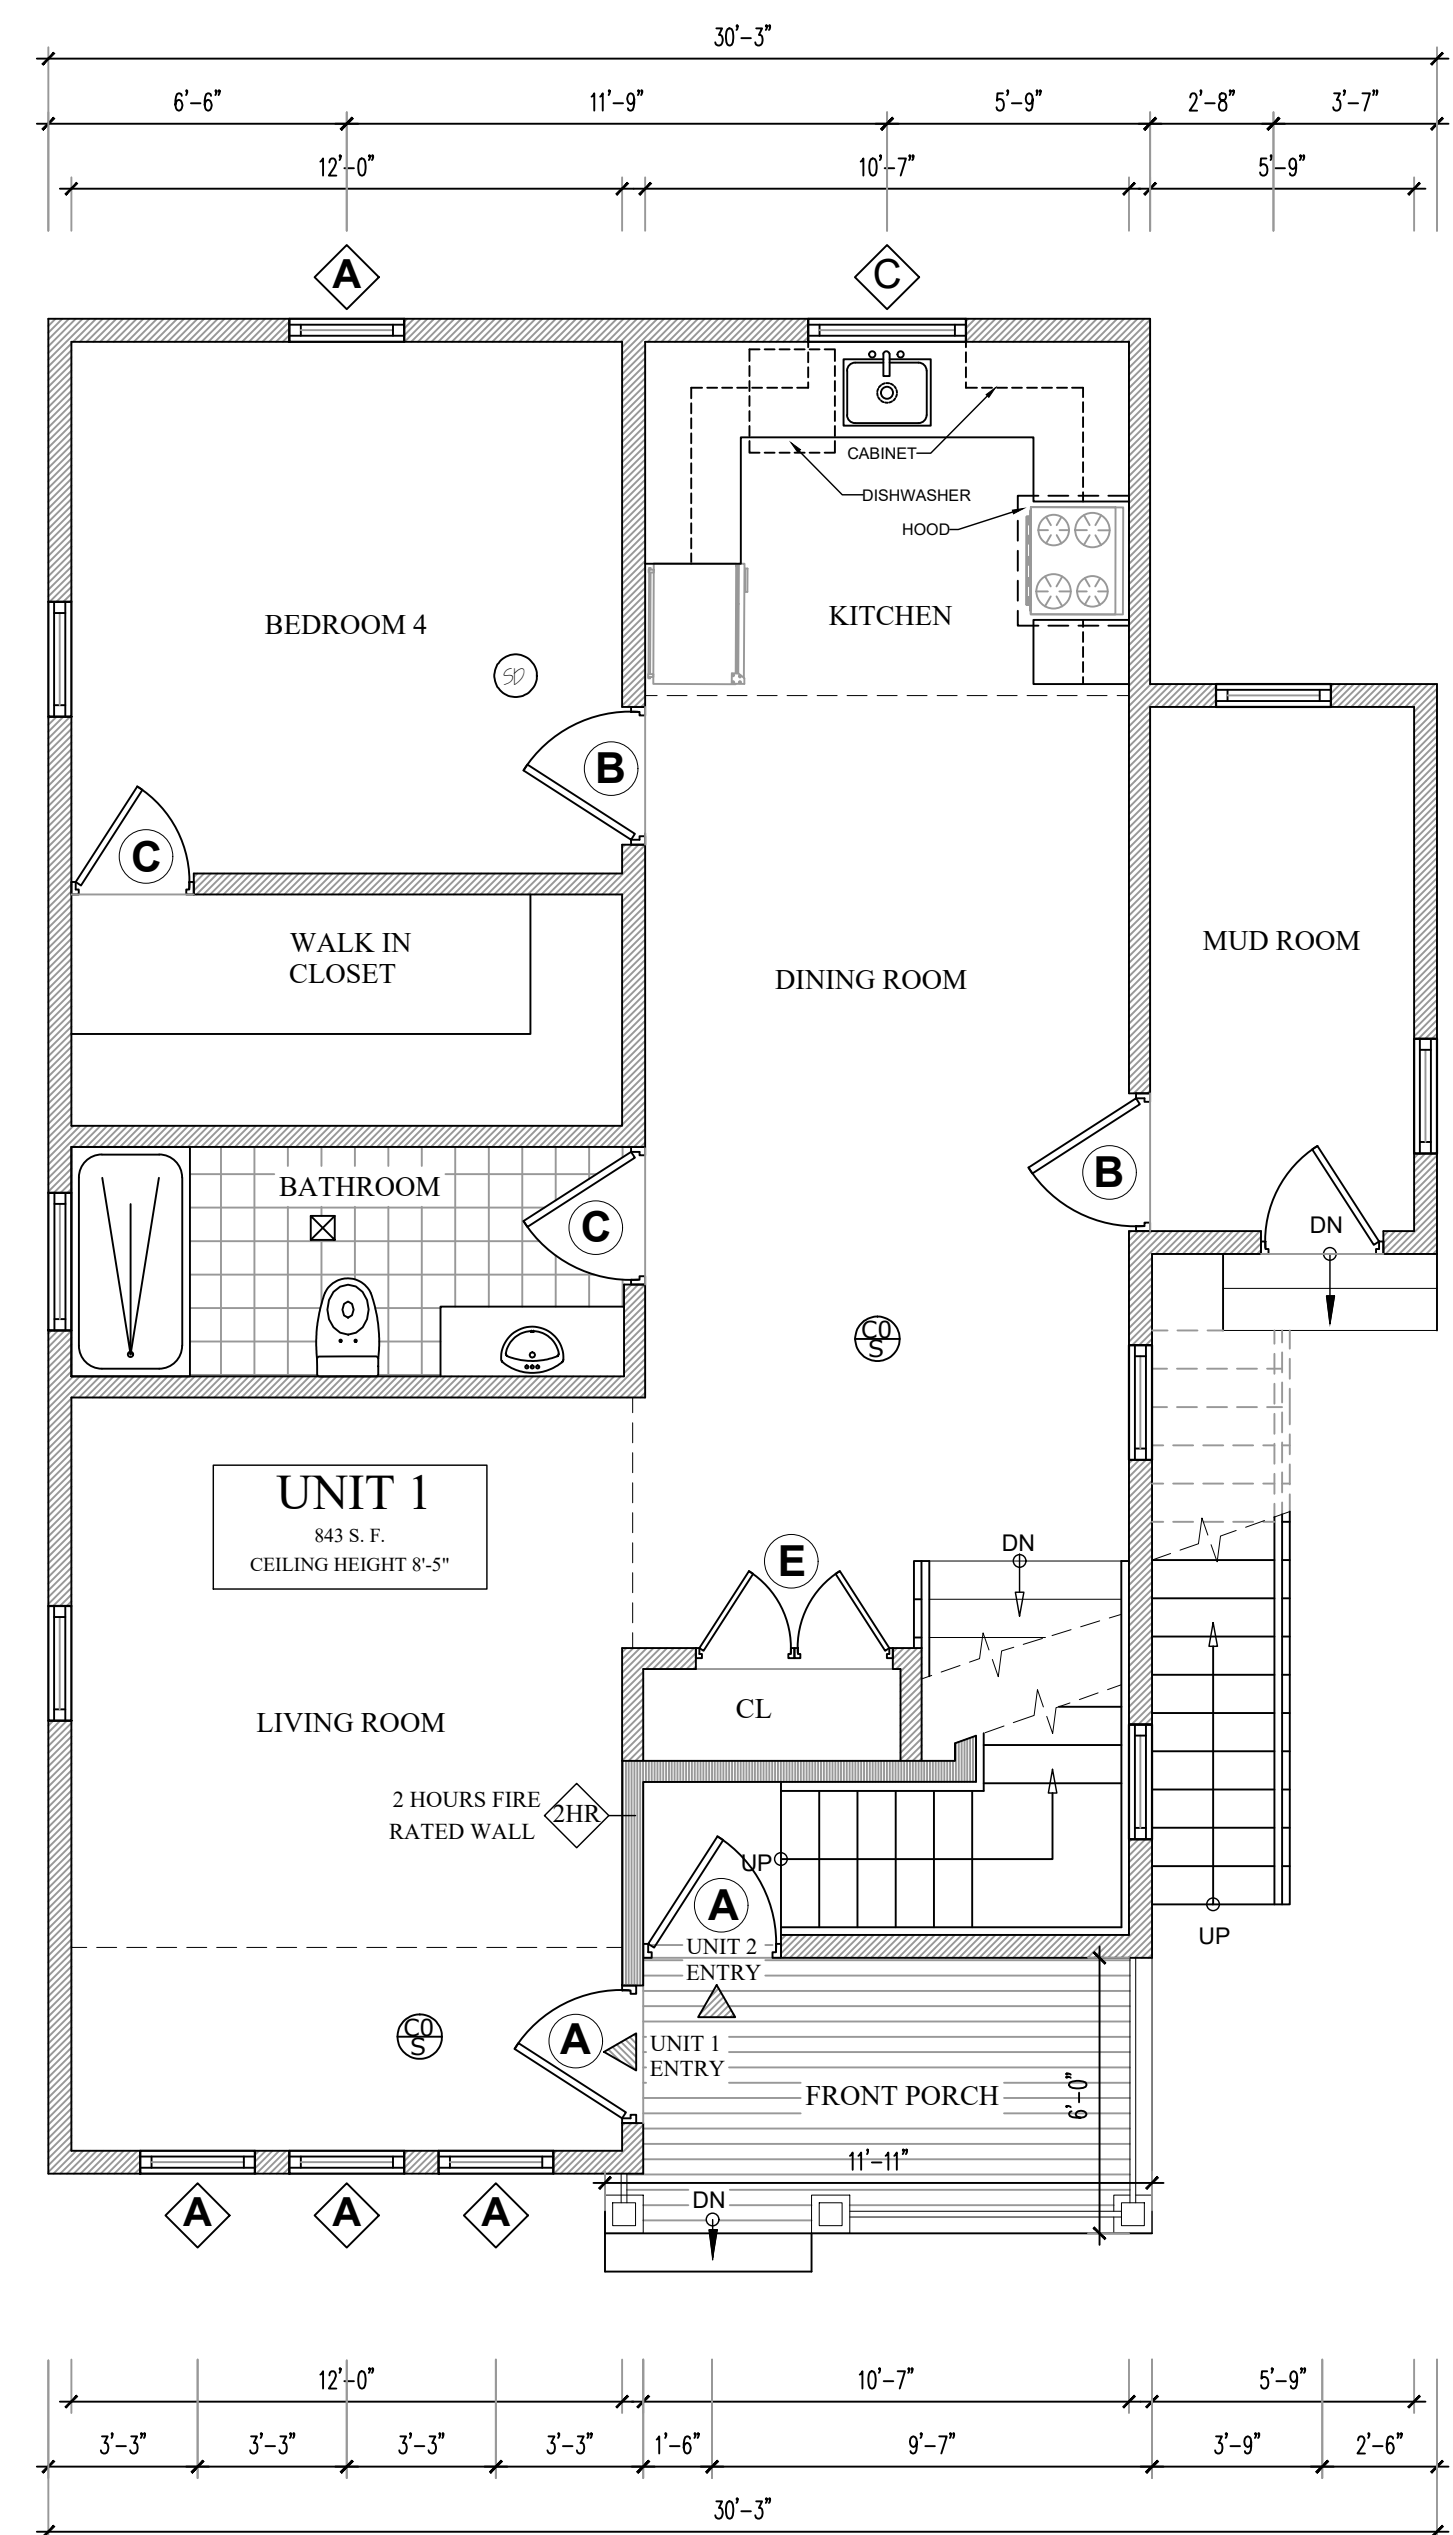 30'-3"
6'-6" 11'-9" 5'-9" 2'-8" 3'-7"
12'-0" 10'-7" 5'-9"
A C
CABINET
DISHWASHER
HOOD
KITCHEN
BEDROOM 4
SD
B
C
WALK IN
CLOSET
MUD ROOM
DINING ROOM
B
BATHROOM
C
DN
CO
S
UNIT 1
843 S. F.
CEILING HEIGHT 8'-5"
E
DN
CL
LIVING ROOM
2 HOURS FIRE
RATED WALL
2HR
UP
A
UNIT 2
ENTRY
UP
CO
S
A
UNIT 1
ENTRY
FRONT PORCH
6'-0"
11'-11"
DN
A A A
12'-0" 10'-7" 5'-9"
3'-3" 3'-3" 3'-3" 3'-3" 1'-6" 9'-7" 3'-9" 2'-6"
30'-3"